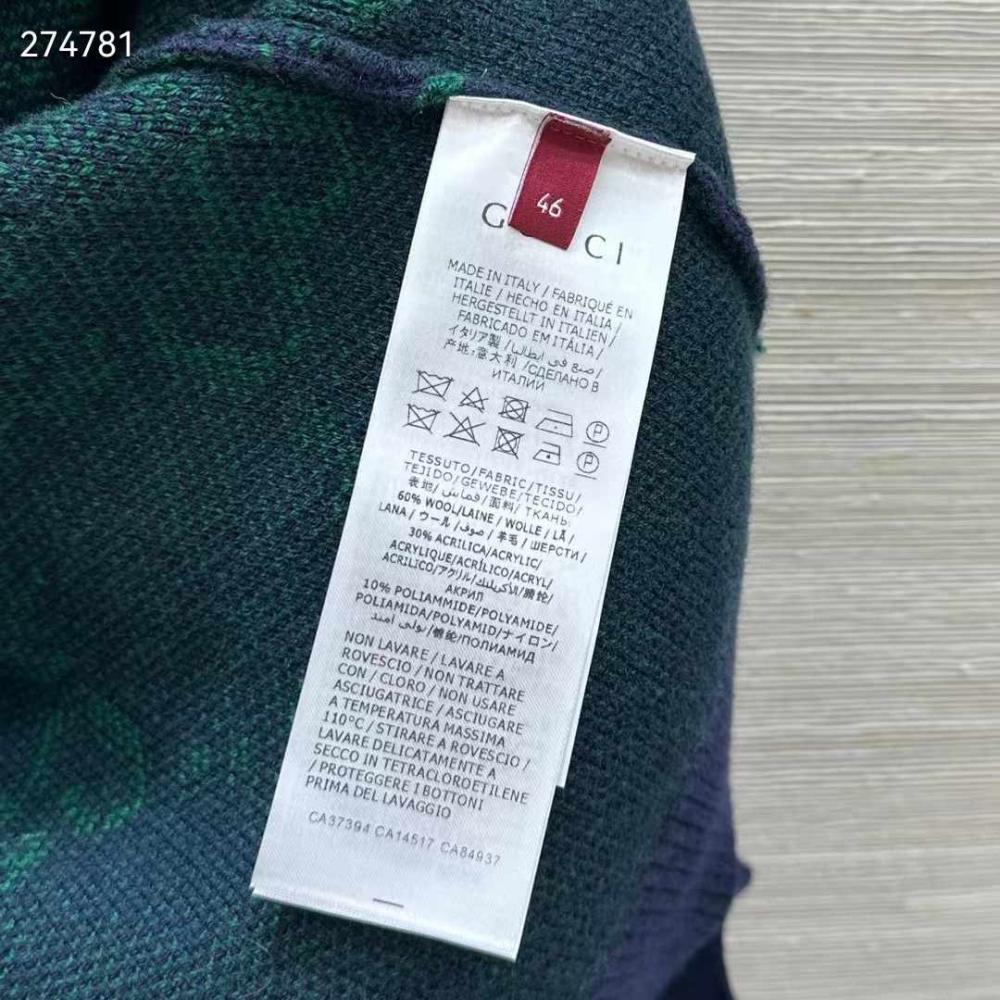 274781
46
G CI
MADE IN ITALY / FABRIQUÉ EN
ITALIE / HECHO EN ITALIA /
HERGESTELLT IN ITALIEN /
FABRICADO EM ITÁLIA /
イタリア製 / صنع في ايطاليا /
产地：意大利 / СДЕЛАНО В
ИТАЛИИ
P
P
TESSUTO/FABRIC/TISSU/
TEJIDO/GEWEBE/TECIDO/
表地/ قماش / 面料/ ТКАНЬ:
60% WOOL/LAINE / WOLLE / LÃ /
LANA / ウール / صوف / 羊毛 / ШЕРСТИ /
30% ACRILICA/ACRYLIC/
ACRYLIQUE/ACRÍLICO/ACRYL/
ACRILICO/アクリル/الأكريليك/腈纶/
АКРИЛ
10% POLIAMMIDE/POLYAMIDE/
POLIAMIDA/POLYAMID/ナイロン/
بولي أميد/锦纶/ПОЛИАМИД
NON LAVARE / LAVARE A
ROVESCIO / NON TRATTARE
CON / CLORO / NON USARE
ASCIUGATRICE / ASCIUGARE
A TEMPERATURA MASSIMA
110°C / STIRARE A ROVESCIO /
LAVARE DELICATAMENTE A
SECCO IN TETRACLOROETILENE
/ PROTEGGERE I BOTTONI
PRIMA DEL LAVAGGIO
CA37394 CA14517 CA84937